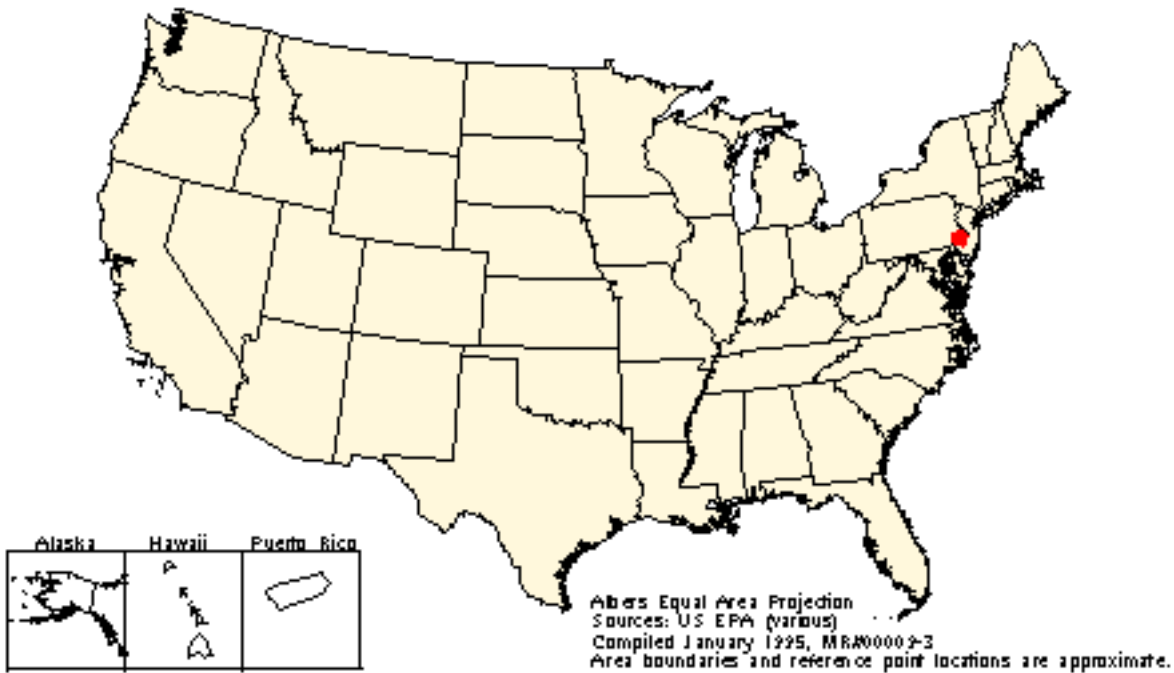 Alaska Hawaii Puerto Rico
Albers Equal Area Projection
Sources: US EPA (various)
Compiled January 1995, MR#00009-3
Area boundaries and reference point locations are approximate.